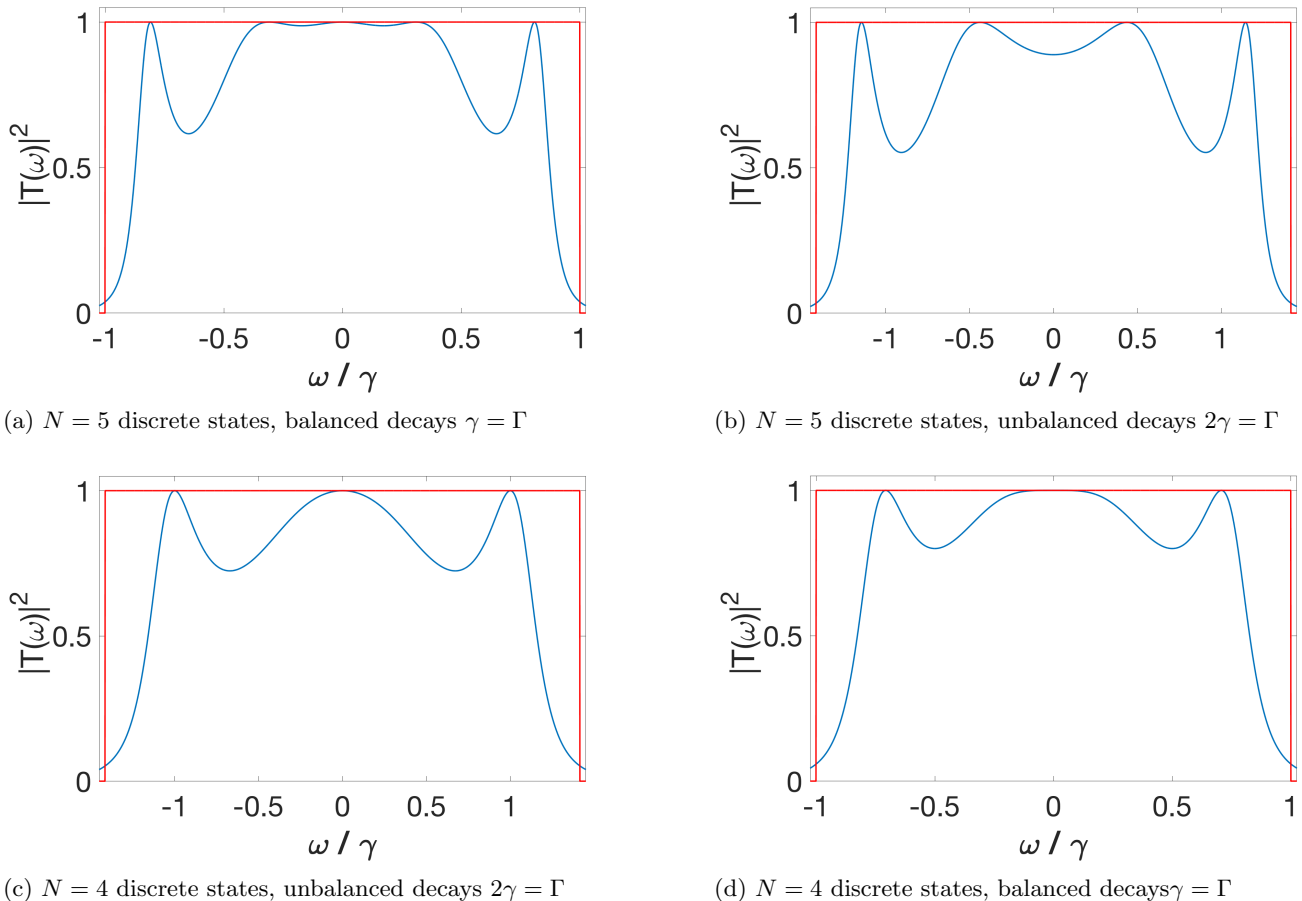 1
0.5
0
|T(ω)|²
-1 -0.5 0 0.5 1
ω / γ
(a) N = 5 discrete states, balanced decays γ = Γ
1
0.5
0
|T(ω)|²
-1 -0.5 0 0.5 1
ω / γ
(b) N = 5 discrete states, unbalanced decays 2γ = Γ
1
0.5
0
|T(ω)|²
-1 -0.5 0 0.5 1
ω / γ
(c) N = 4 discrete states, unbalanced decays 2γ = Γ
1
0.5
0
|T(ω)|²
-1 -0.5 0 0.5 1
ω / γ
(d) N = 4 discrete states, balanced decaysγ = Γ